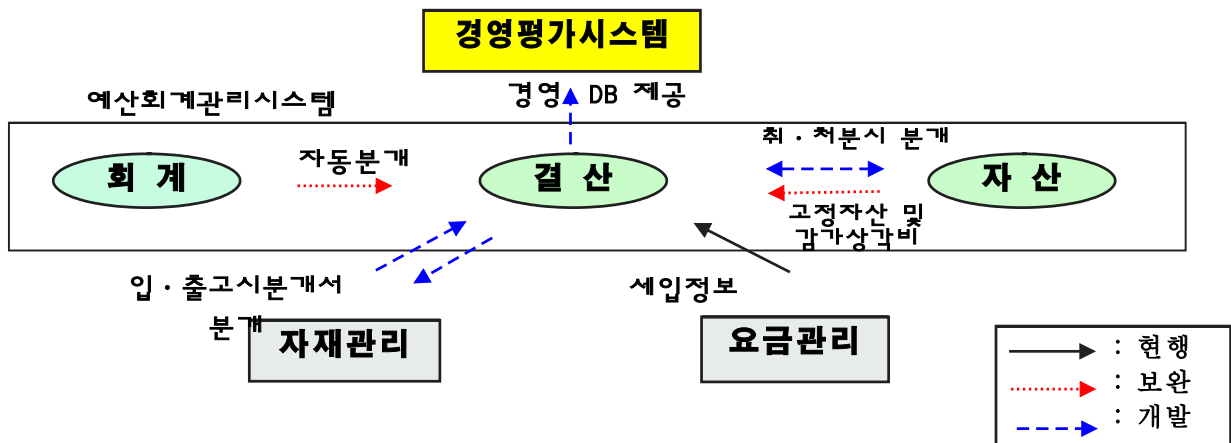 경영평가시스템
경영 DB 제공
예산회계관리시스템
회 계
자동분개
결 산
취·처분시 분개
자 산
고정자산 및
감가상각비
입·출고시분개서
분개
세입정보
자재관리
요금관리
: 현행
: 보완
: 개발